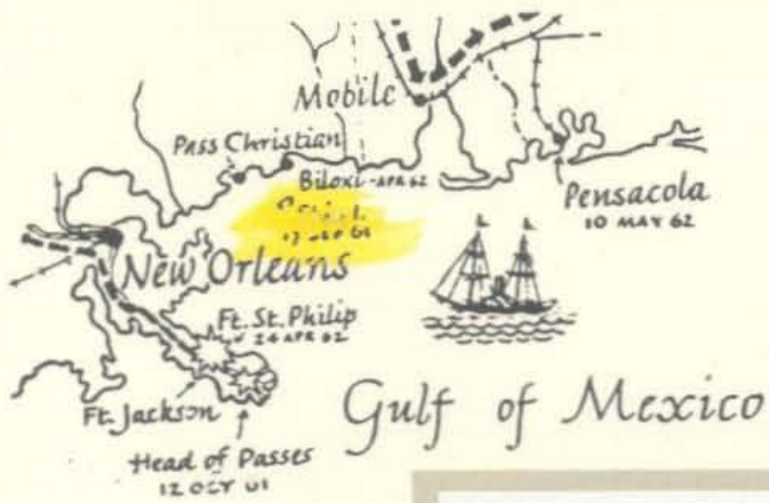 Mobile
Pass Christian
Biloxi - APR 62
Pensacola
10 MAY 62
New Orleans
Ft. St. Philip
24 APR 62
Ft. Jackson
Gulf of Mexico
Head of Passes
12 OCT